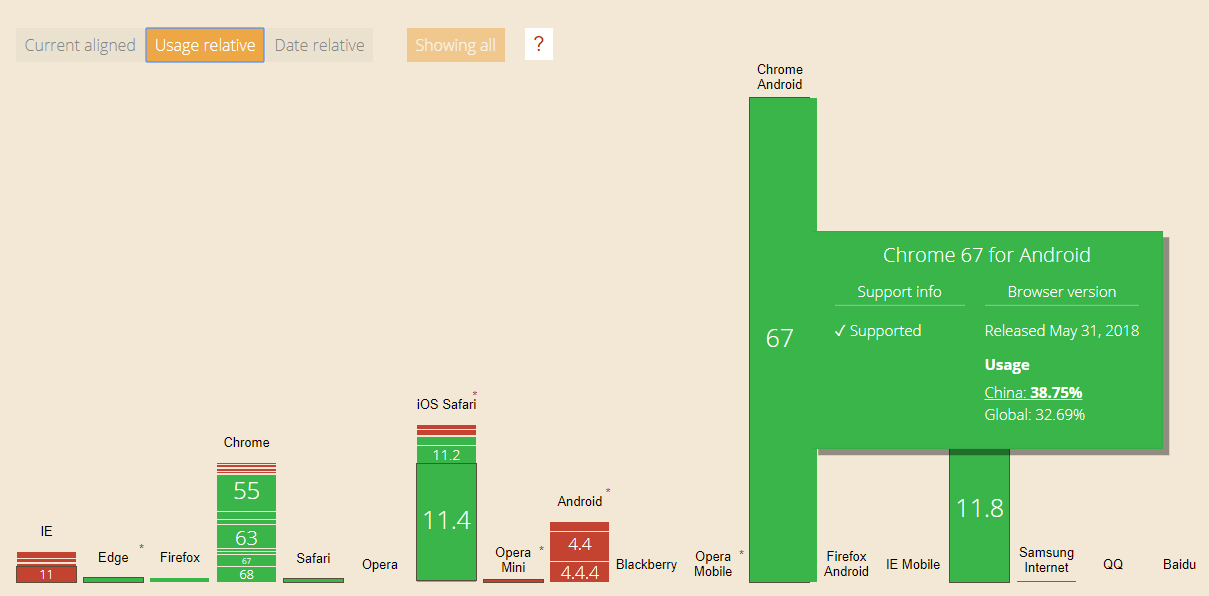 Current aligned
Usage relative
Date relative
Showing all
?
Chrome
Android
Chrome 67 for Android
Support info
Browser version
✓ Supported
Released May 31, 2018
Usage
China: 38.75%
Global: 32.69%
67
iOS Safari*
11.2
11.4
Chrome
55
63
67
68
Android*
4.4
4.4.4
11.8
IE
11
Edge*
Firefox
Safari
Opera
Opera
Mini*
Blackberry
Opera
Mobile*
Firefox
Android
IE Mobile
Samsung
Internet
QQ
Baidu